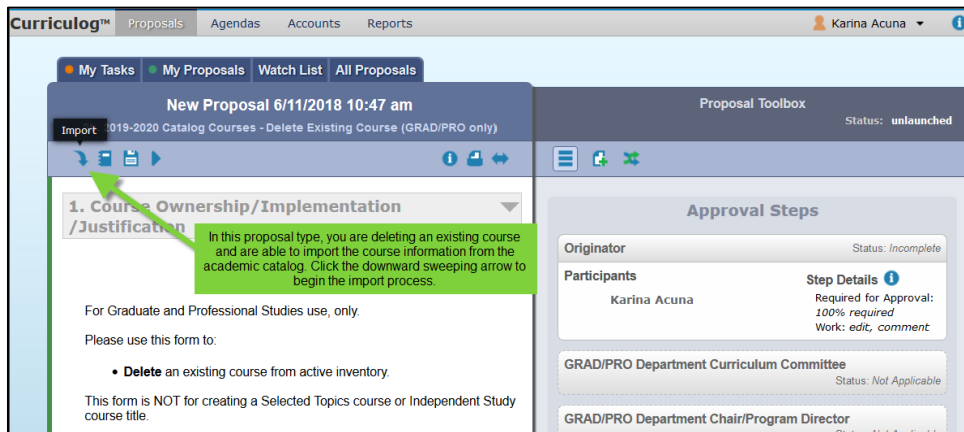 Curriculog™ Proposals Agendas Accounts Reports Karina Acuna
My Tasks My Proposals Watch List All Proposals
New Proposal 6/11/2018 10:47 am
2019-2020 Catalog Courses - Delete Existing Course (GRAD/PRO only)
Import
1. Course Ownership/Implementation
/Justification
In this proposal type, you are deleting an existing course
and are able to import the course information from the
academic catalog. Click the downward sweeping arrow to
begin the import process.
For Graduate and Professional Studies use, only.
Please use this form to:
• Delete an existing course from active inventory.
This form is NOT for creating a Selected Topics course or Independent Study
course title.
Proposal Toolbox
Status: unlaunched
Approval Steps
Originator Status: Incomplete
Participants
Karina Acuna
Step Details
Required for Approval:
100% required
Work: edit, comment
GRAD/PRO Department Curriculum Committee
Status: Not Applicable
GRAD/PRO Department Chair/Program Director